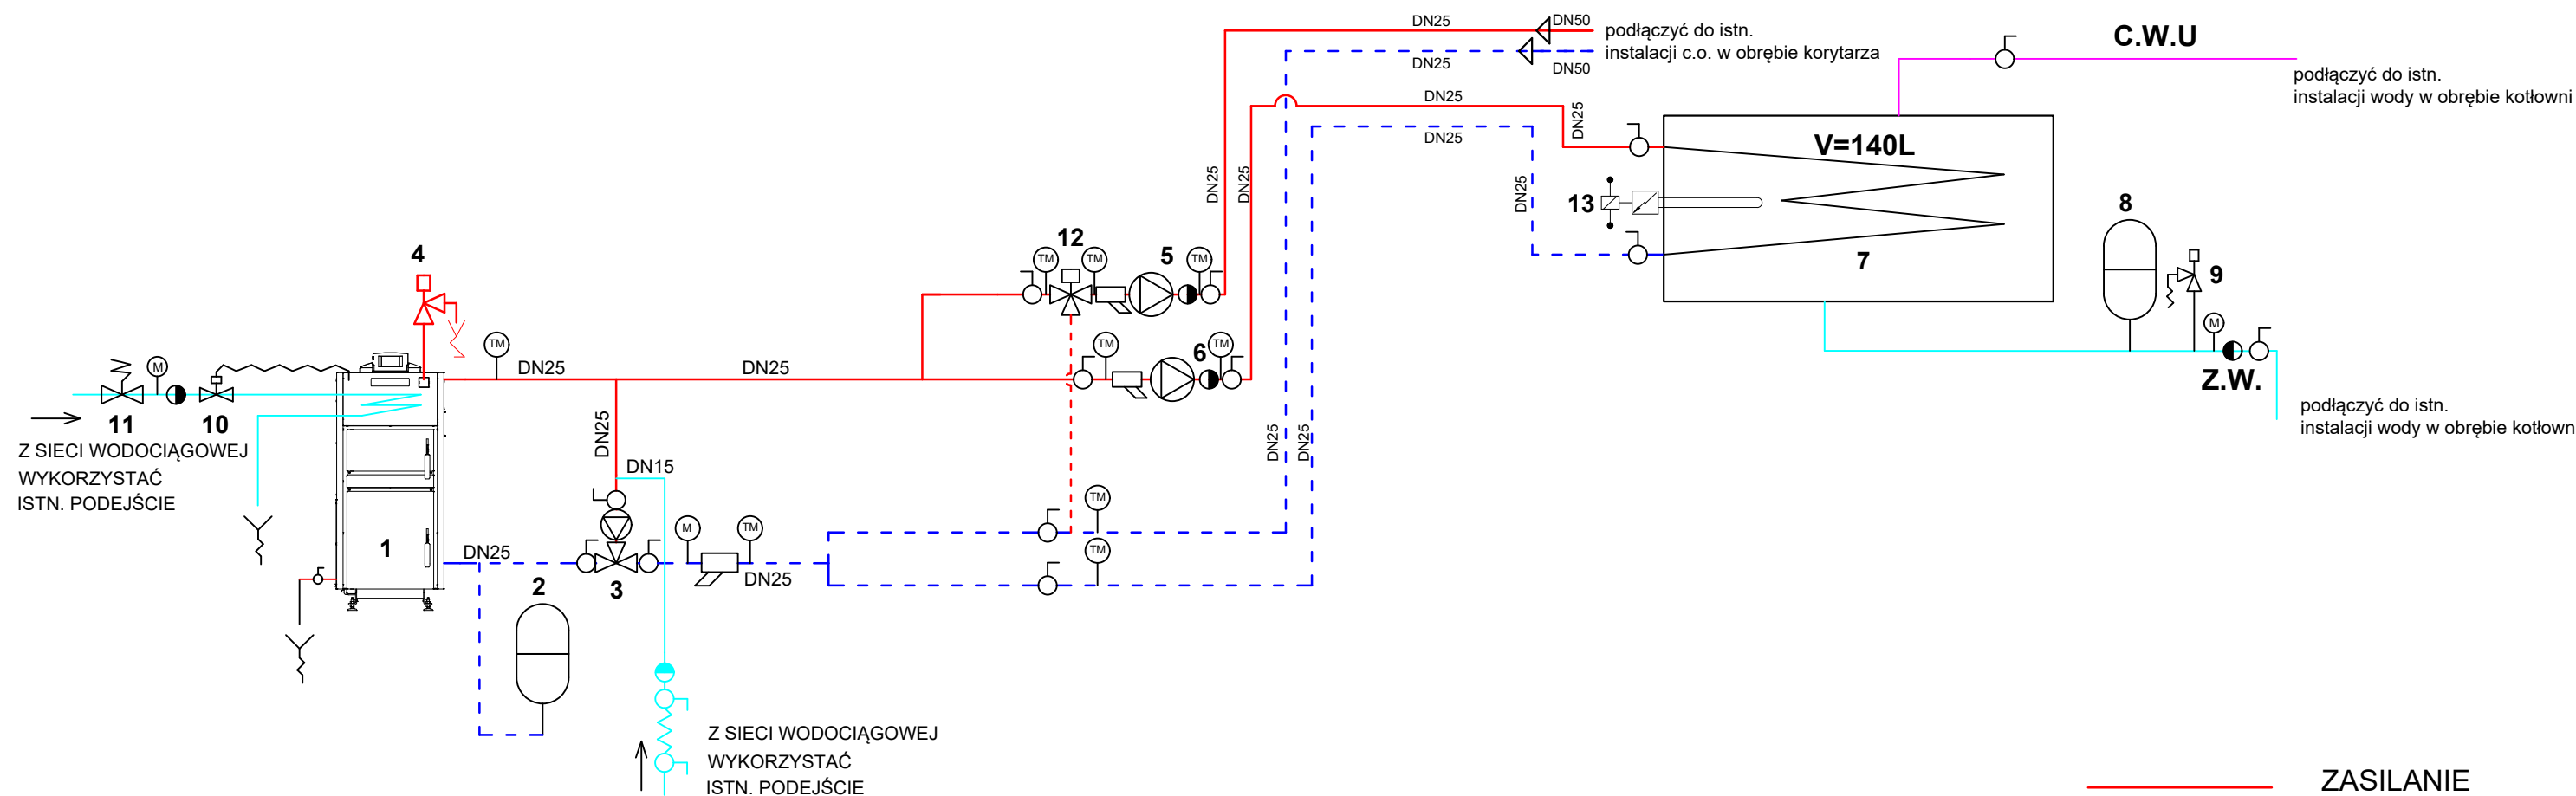 DN25
DN50
podłączyć do istn.
instalacji c.o. w obrębie korytarza
DN25
DN50
C.W.U
podłączyć do istn.
instalacji wody w obrębie kotłowni
DN25
DN25
DN25
V=140L
DN25
DN25
DN25
13
7
8
9
M
Z.W.
podłączyć do istn.
instalacji wody w obrębie kotłown
4
12
5
TM
TM
TM
TM
6
TM
TM
DN25
DN25
M
11
10
Z SIECI WODOCIĄGOWEJ
WYKORZYSTAĆ
ISTN. PODEJŚCIE
DN25
DN15
DN25
DN25
TM
TM
1
DN25
M
TM
DN25
2
3
Z SIECI WODOCIĄGOWEJ
WYKORZYSTAĆ
ISTN. PODEJŚCIE
ZASILANIE